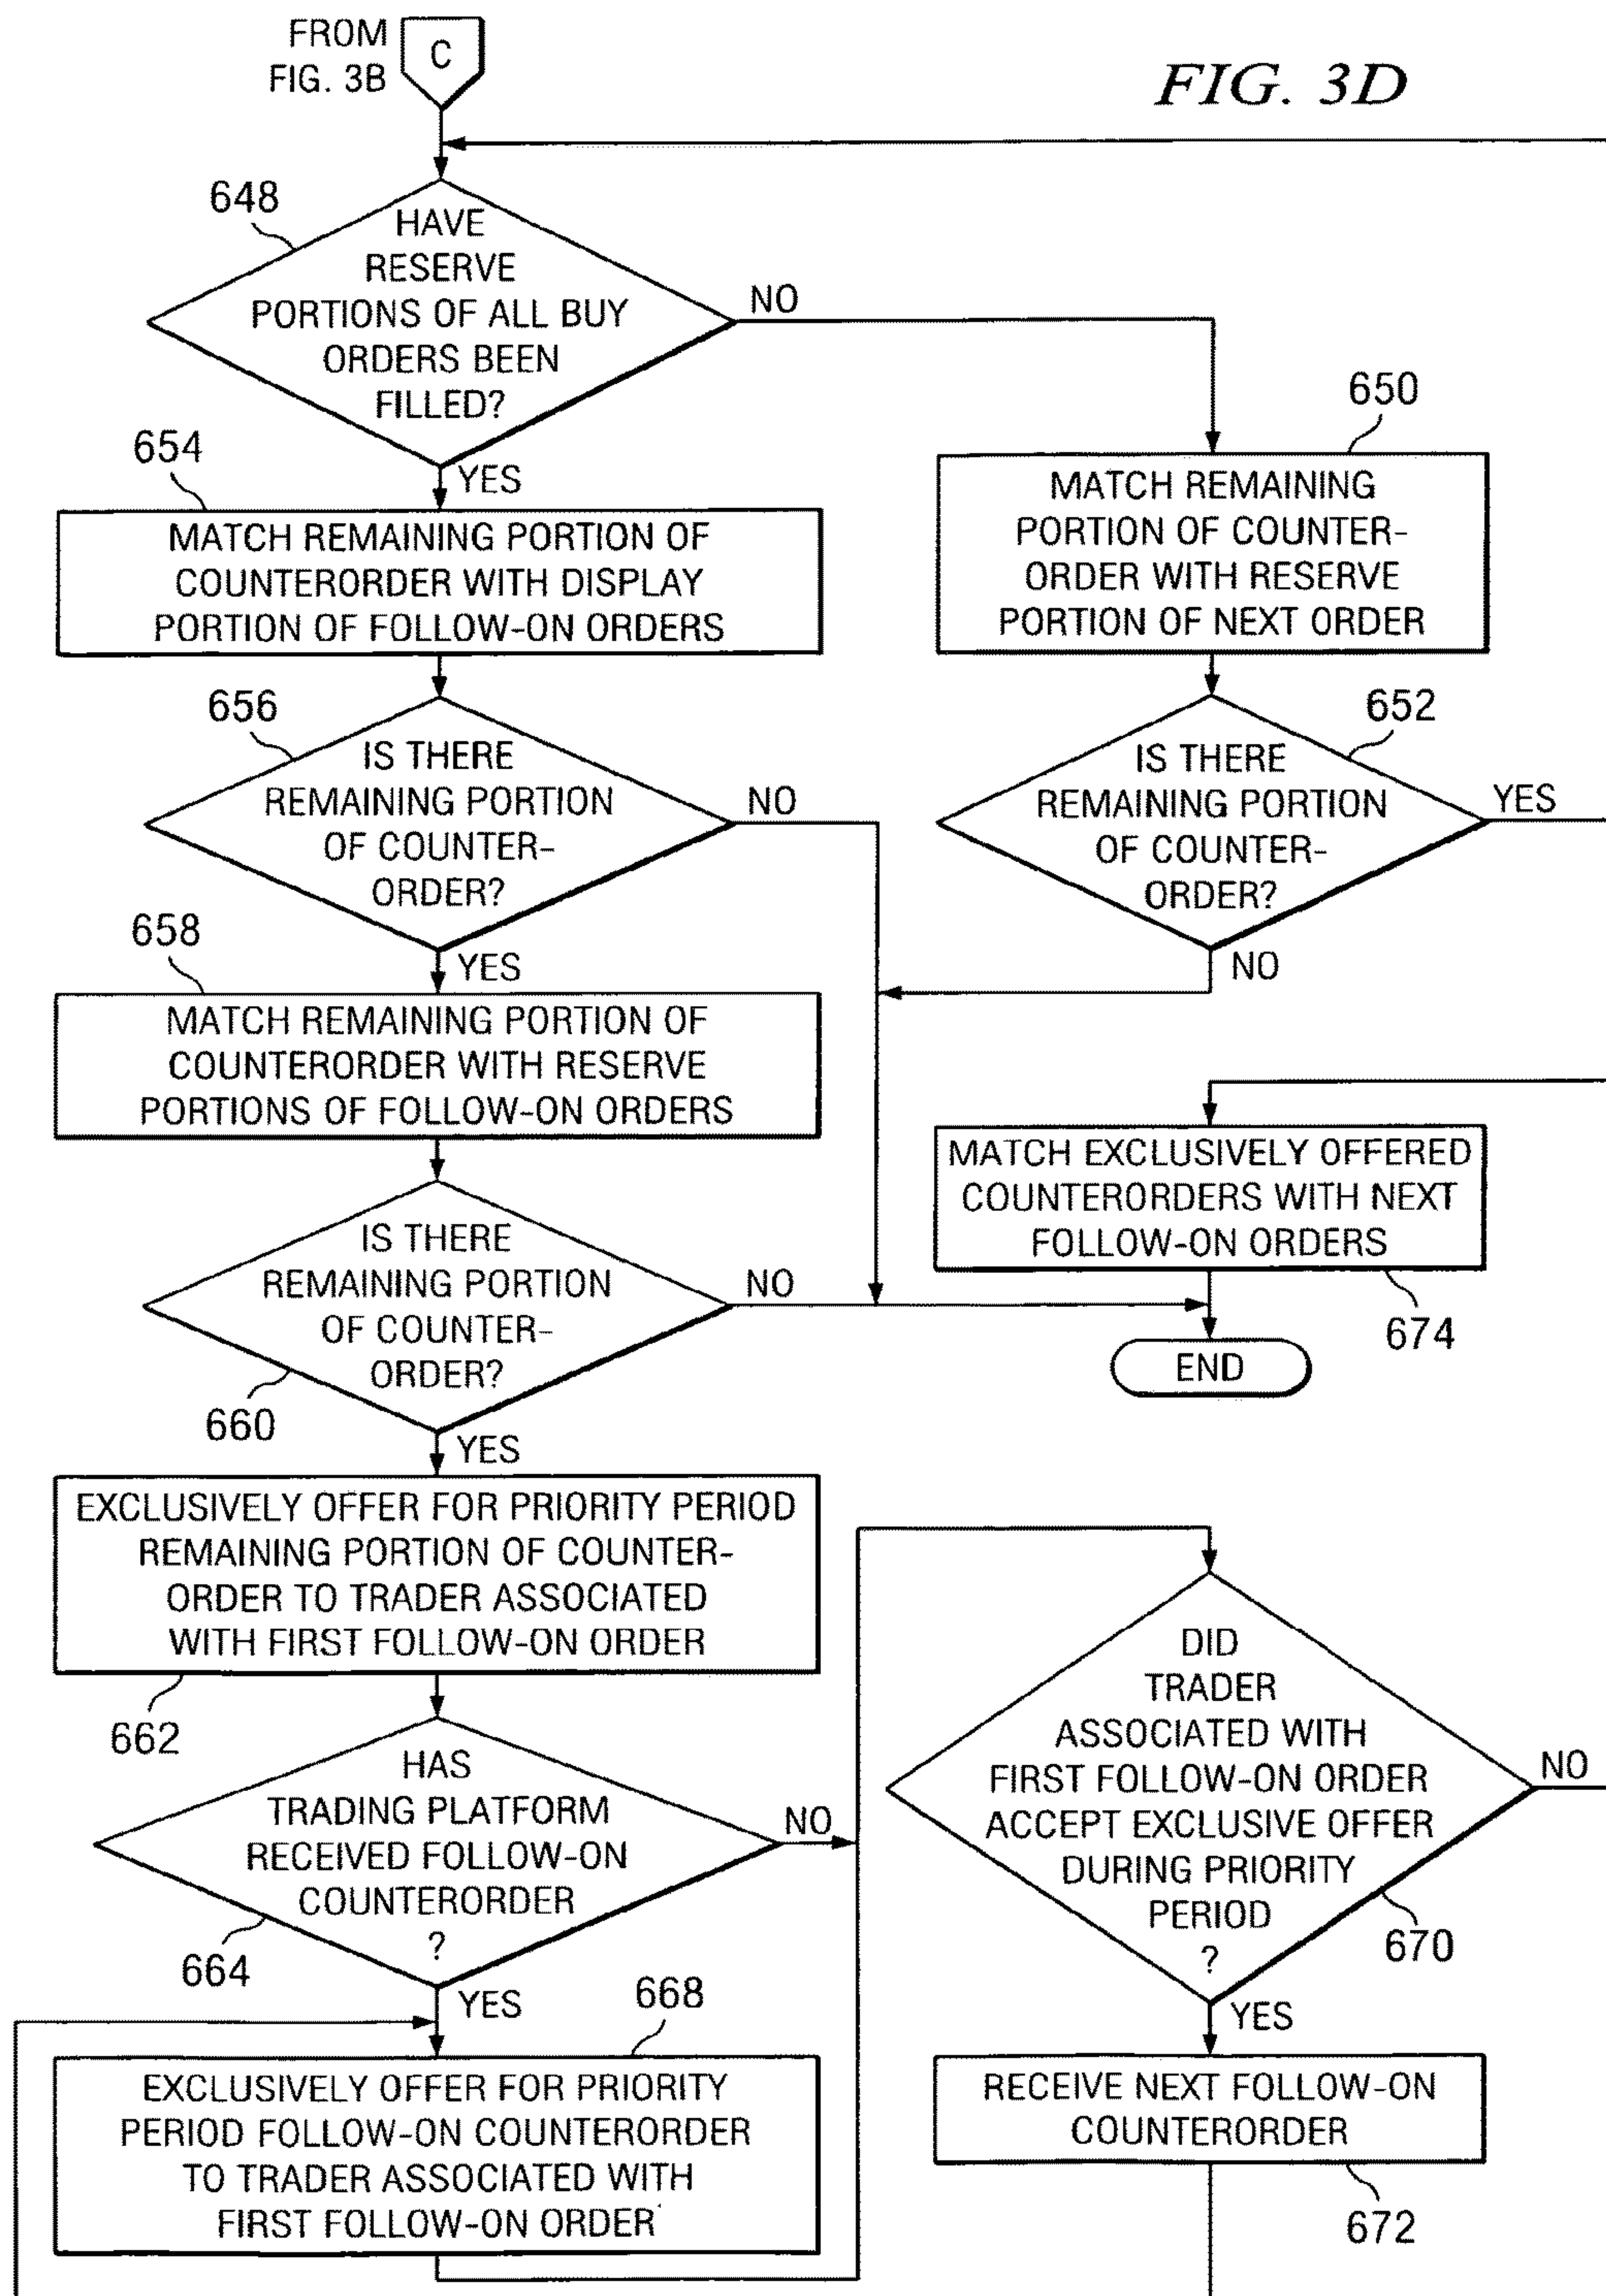 FROM
FIG. 3B
C
FIG. 3D
648
HAVE
RESERVE
PORTIONS OF ALL BUY
ORDERS BEEN
FILLED?
NO
YES
650
MATCH REMAINING
PORTION OF COUNTER-
ORDER WITH RESERVE
PORTION OF NEXT ORDER
654
MATCH REMAINING PORTION OF
COUNTERORDER WITH DISPLAY
PORTION OF FOLLOW-ON ORDERS
652
IS THERE
REMAINING PORTION
OF COUNTER-
ORDER?
YES
NO
656
IS THERE
REMAINING PORTION
OF COUNTER-
ORDER?
NO
YES
658
MATCH REMAINING PORTION OF
COUNTERORDER WITH RESERVE
PORTIONS OF FOLLOW-ON ORDERS
MATCH EXCLUSIVELY OFFERED
COUNTERORDERS WITH NEXT
FOLLOW-ON ORDERS
674
IS THERE
REMAINING PORTION
OF COUNTER-
ORDER?
660
NO
YES
END
EXCLUSIVELY OFFER FOR PRIORITY PERIOD
REMAINING PORTION OF COUNTER-
ORDER TO TRADER ASSOCIATED
WITH FIRST FOLLOW-ON ORDER
662
HAS
TRADING PLATFORM
RECEIVED FOLLOW-ON
COUNTERORDER
?
664
NO
YES
668
EXCLUSIVELY OFFER FOR PRIORITY
PERIOD FOLLOW-ON COUNTERORDER
TO TRADER ASSOCIATED WITH
FIRST FOLLOW-ON ORDER
DID
TRADER
ASSOCIATED WITH
FIRST FOLLOW-ON ORDER
ACCEPT EXCLUSIVE OFFER
DURING PRIORITY
PERIOD
?
670
NO
YES
RECEIVE NEXT FOLLOW-ON
COUNTERORDER
672